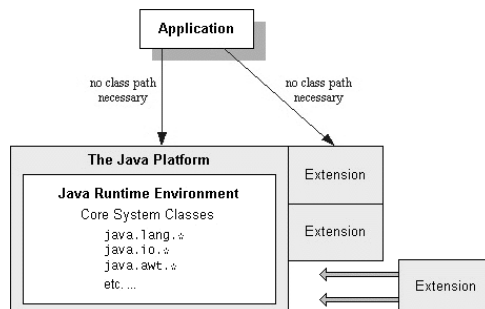 Application
no class path
necessary
no class path
necessary
The Java Platform
Java Runtime Environment
Core System Classes
java.lang.☆
java.io.☆
java.awt.☆
etc. ...
Extension
Extension
Extension